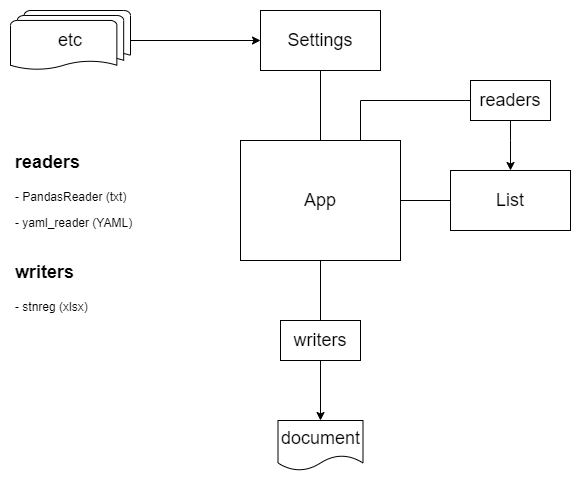 etc
Settings
readers
readers
- PandasReader (txt)
- yaml_reader (YAML)
App
List
writers
- stnreg (xlsx)
writers
document